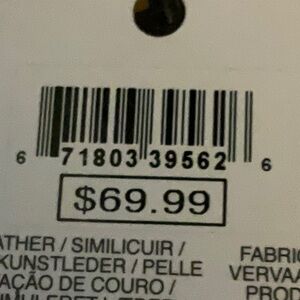 6 71803 39562 6
$69.99
ATHER / SIMILICUIR /
KUNSTLEDER / PELLE
AÇÃO DE COURO /
FABRIC
VERVAA
PROD